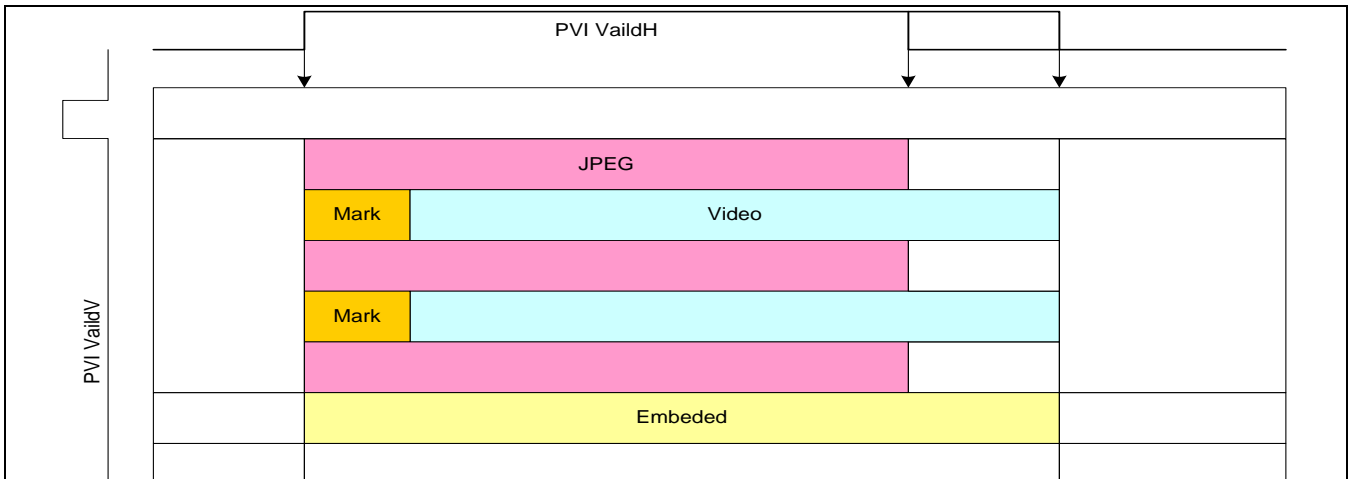 PVI VaildH
JPEG
Mark
Video
Mark
PVI VaildV
Embeded